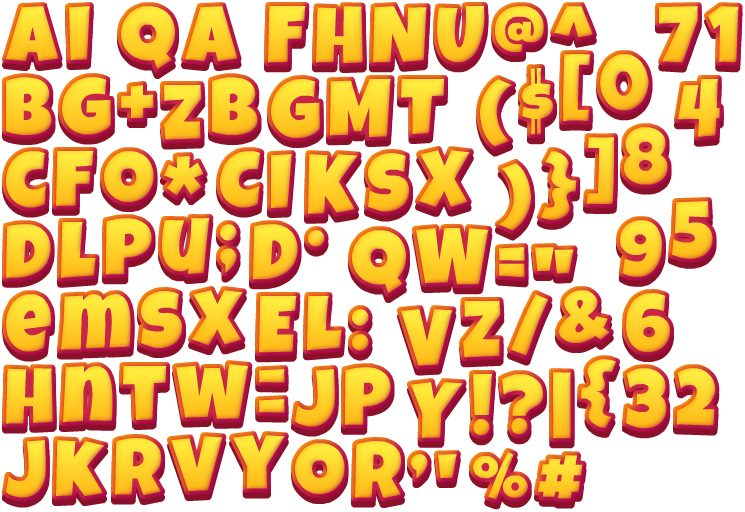 AI QA FHNU@^ 71
BG+ZBGMT ($[0 4
CFO*CIKSX )}]8
DLPU;D· QW="95
emsxEL: VZ/&6
HnTW=JPY!?|{32
JKRVYOR'"%#